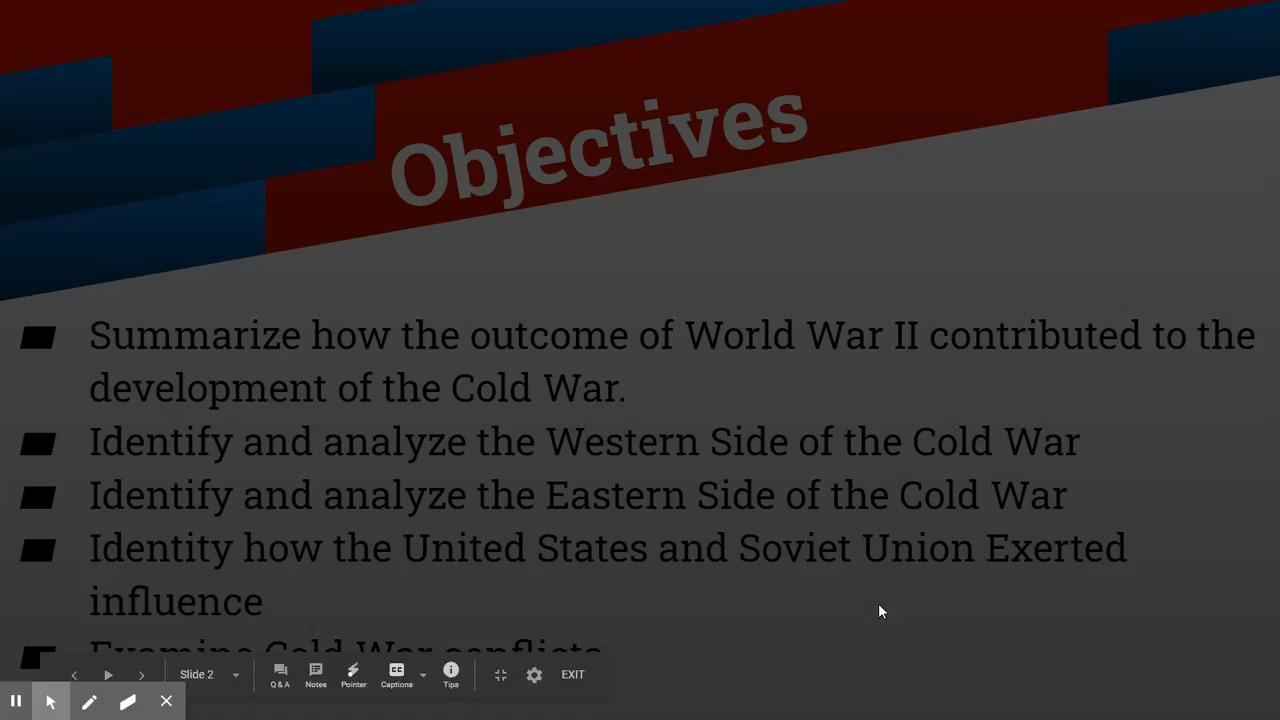 Objectives
Summarize how the outcome of World War II contributed to the
development of the Cold War.
Identify and analyze the Western Side of the Cold War
Identify and analyze the Eastern Side of the Cold War
Identity how the United States and Soviet Union Exerted
influence
Examine Cold War conflicts
Slide 2
Q & A
Notes
Pointer
Captions
Tips
EXIT